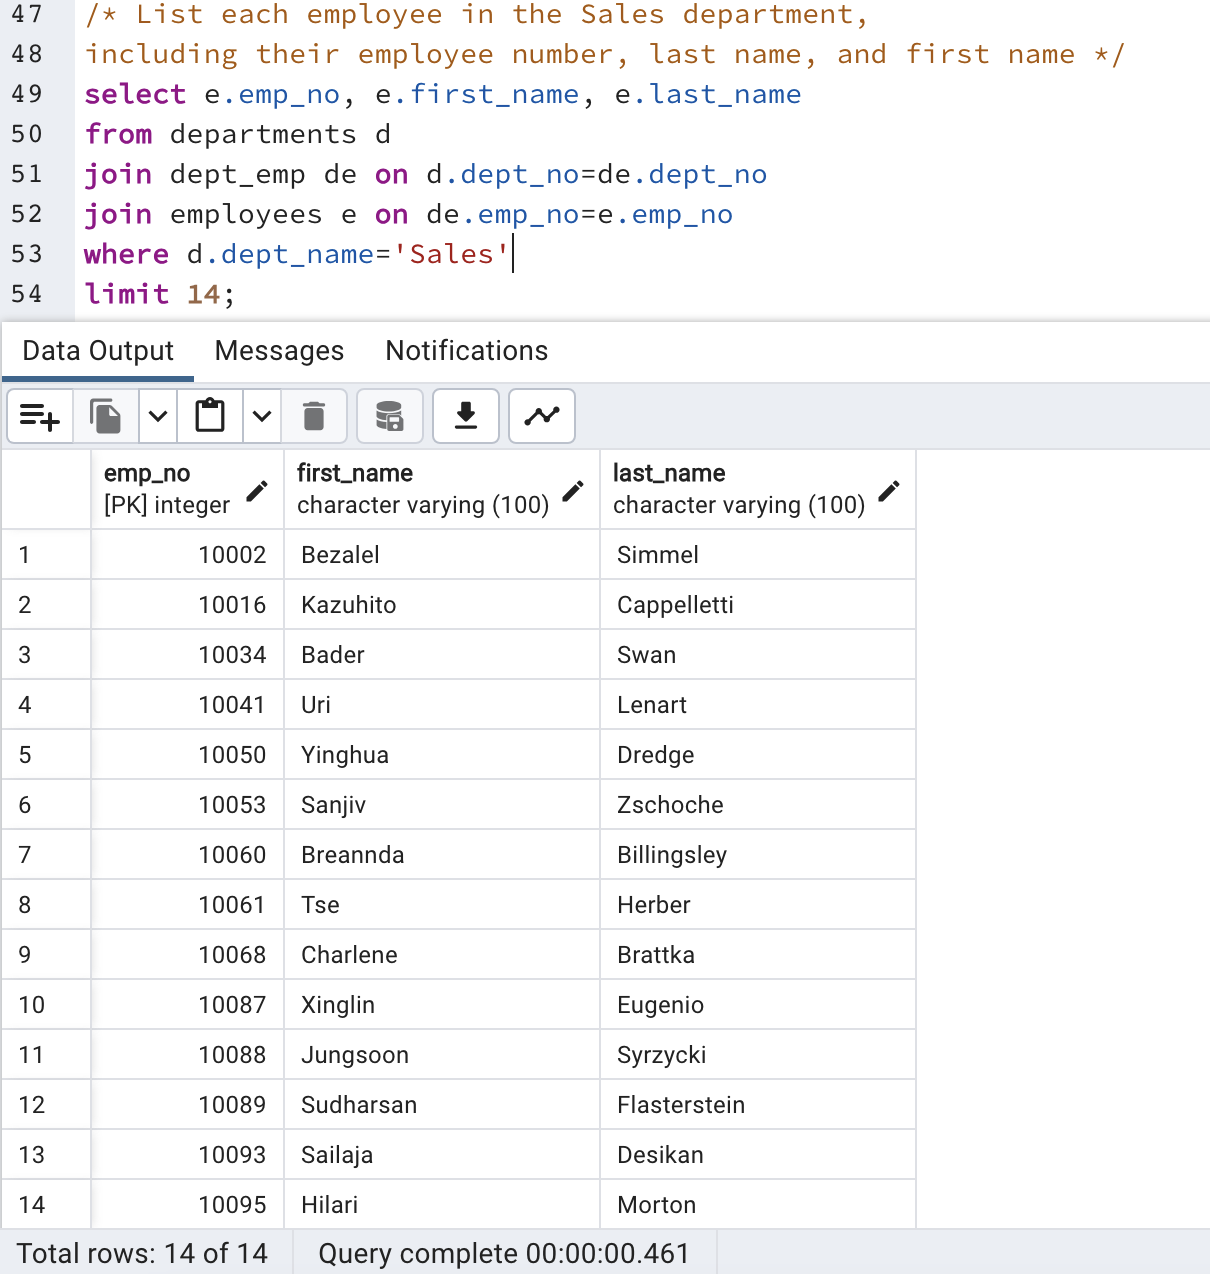 47 /* List each employee in the Sales department,
48 including their employee number, last name, and first name */
49 select e.emp_no, e.first_name, e.last_name
50 from departments d
51 join dept_emp de on d.dept_no=de.dept_no
52 join employees e on de.emp_no=e.emp_no
53 where d.dept_name='Sales'
54 limit 14;
Data Output Messages Notifications
emp_no first_name last_name
[PK] integer character varying (100) character varying (100)
1 10002 Bezalel Simmel
2 10016 Kazuhito Cappelletti
3 10034 Bader Swan
4 10041 Uri Lenart
5 10050 Yinghua Dredge
6 10053 Sanjiv Zschoche
7 10060 Breannda Billingsley
8 10061 Tse Herber
9 10068 Charlene Brattka
10 10087 Xinglin Eugenio
11 10088 Jungsoon Syrzycki
12 10089 Sudharsan Flasterstein
13 10093 Sailaja Desikan
14 10095 Hilari Morton
Total rows: 14 of 14 Query complete 00:00:00.461